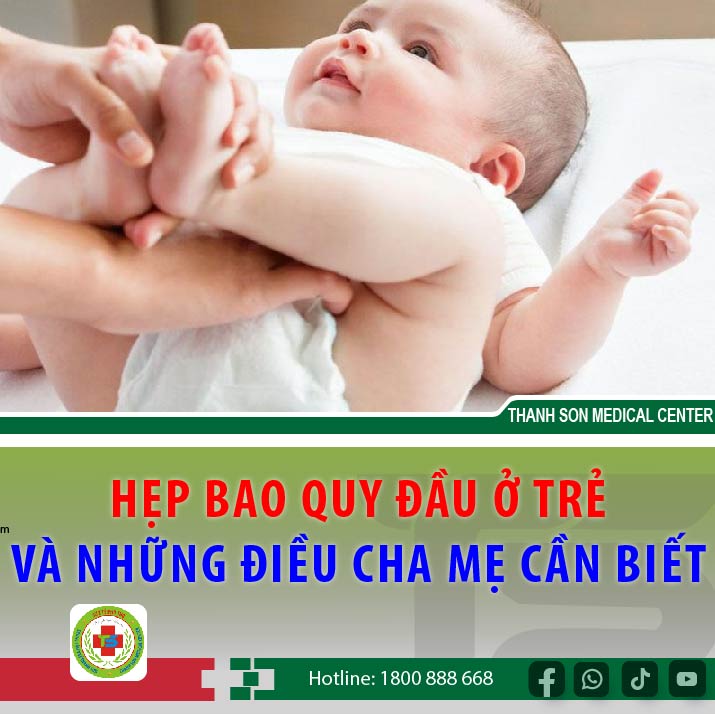 THANH SON MEDICAL CENTER
HẸP BAO QUY ĐẦU Ở TRẺ
m
VÀ NHỮNG ĐIỀU CHA MẸ CẦN BIẾT
Hotline: 1800 888 668